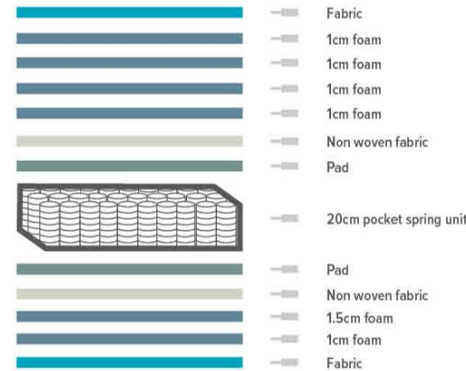 Fabric
1cm foam
1cm foam
1cm foam
1cm foam
Non woven fabric
Pad
20cm pocket spring unit
Pad
Non woven fabric
1.5cm foam
1cm foam
Fabric